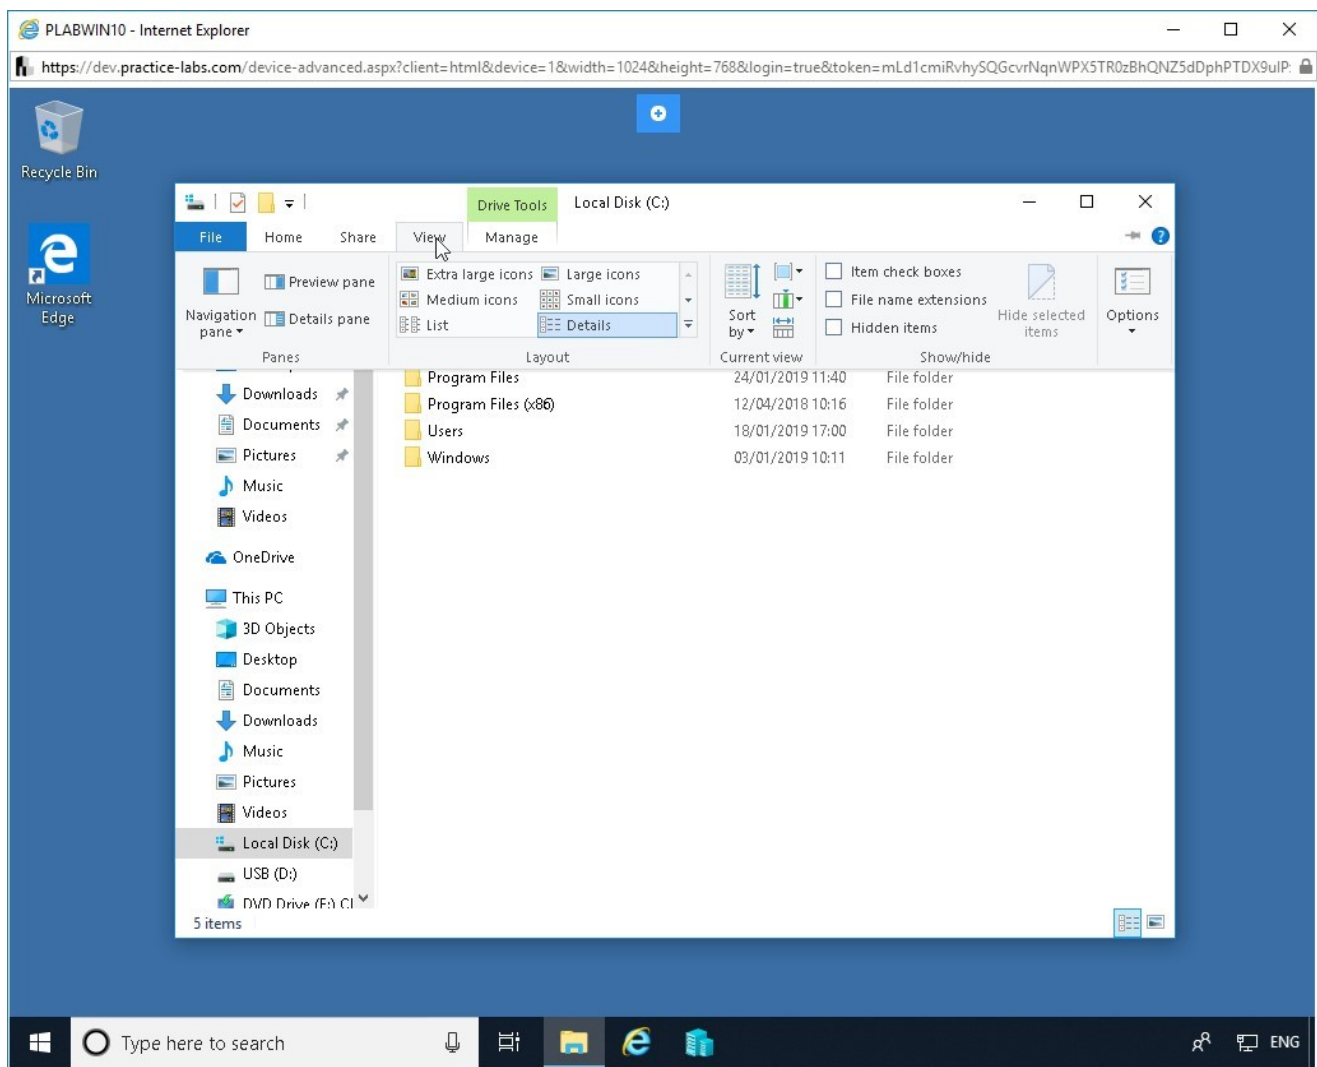 PLABWIN10 - Internet Explorer
https://dev.practice-labs.com/device-advanced.aspx?client=html&device=1&width=1024&height=768&login=true&token=mLd1cmiRvhySQGcvrNqnWPX5TR0zBhQNZ5dDphPTDX9uIP:
Recycle Bin
Microsoft
Edge
Drive Tools Local Disk (C:)
File Home Share View Manage
Navigation
pane
Preview pane
Details pane
Panes
Extra large icons Large icons
Medium icons Small icons
List Details
Layout
Sort
by
Current view
Item check boxes
File name extensions
Hidden items
Hide selected
items
Show/hide
Options
Downloads
Documents
Pictures
Music
Videos
OneDrive
This PC
3D Objects
Desktop
Documents
Downloads
Music
Pictures
Videos
Local Disk (C:)
USB (D:)
DVD Drive (E:) CI
Program Files 24/01/2019 11:40 File folder
Program Files (x86) 12/04/2018 10:16 File folder
Users 18/01/2019 17:00 File folder
Windows 03/01/2019 10:11 File folder
5 items
Type here to search
ENG